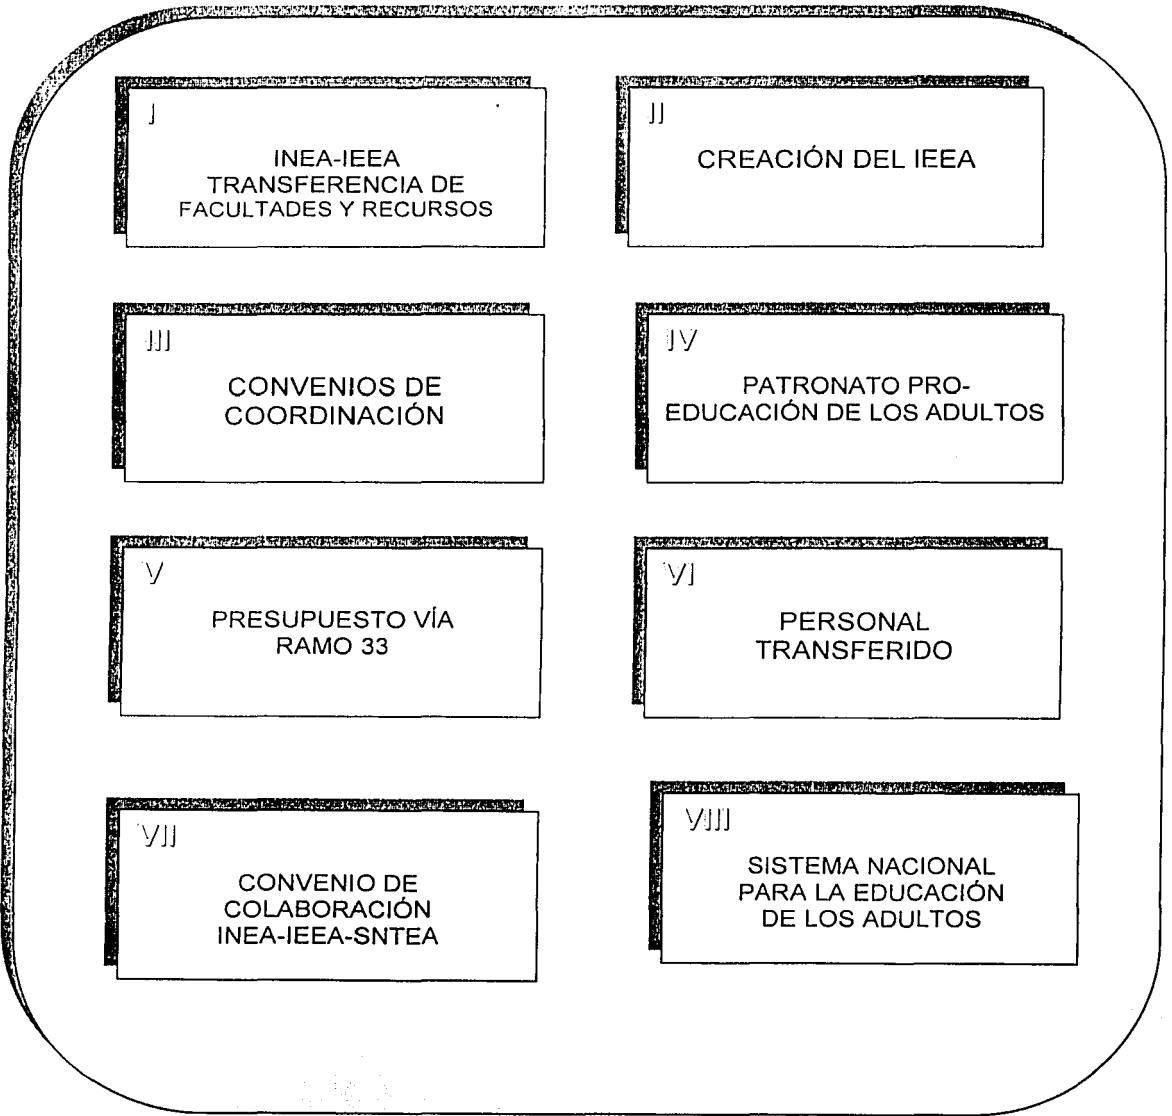 I
INEA-IEEA
TRANSFERENCIA DE
FACULTADES Y RECURSOS
II
CREACIÓN DEL IEEA
III
CONVENIOS DE
COORDINACIÓN
IV
PATRONATO PRO-
EDUCACIÓN DE LOS ADULTOS
V
PRESUPUESTO VÍA
RAMO 33
VI
PERSONAL
TRANSFERIDO
VII
CONVENIO DE
COLABORACIÓN
INEA-IEEA-SNTEA
VIII
SISTEMA NACIONAL
PARA LA EDUCACIÓN
DE LOS ADULTOS